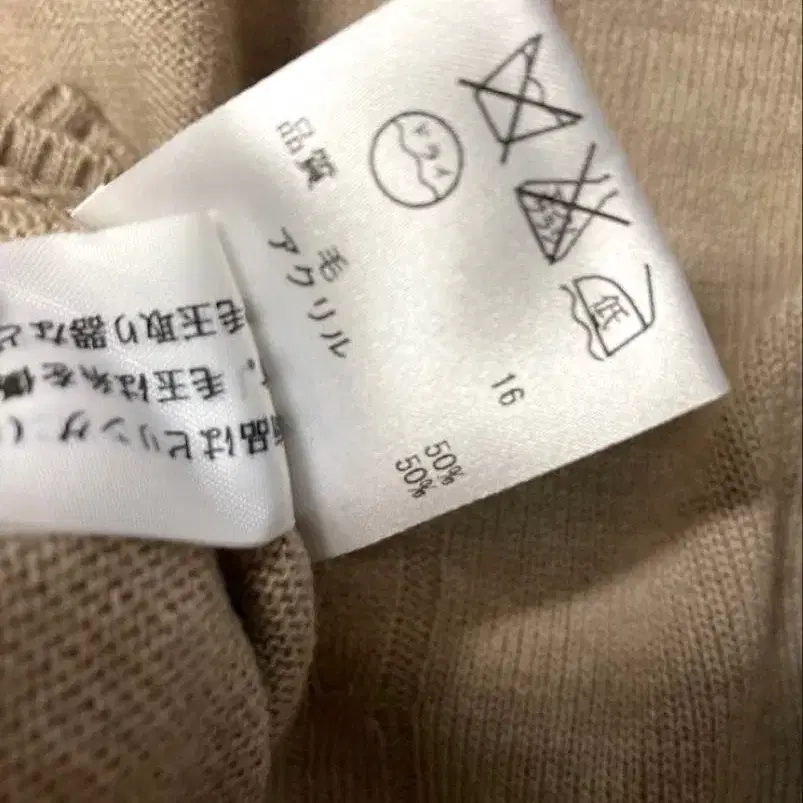 ドライ
低
品質
毛
アクリル
16
50%
50%
品はピリング（
毛玉は糸を傷
毛玉取り器など